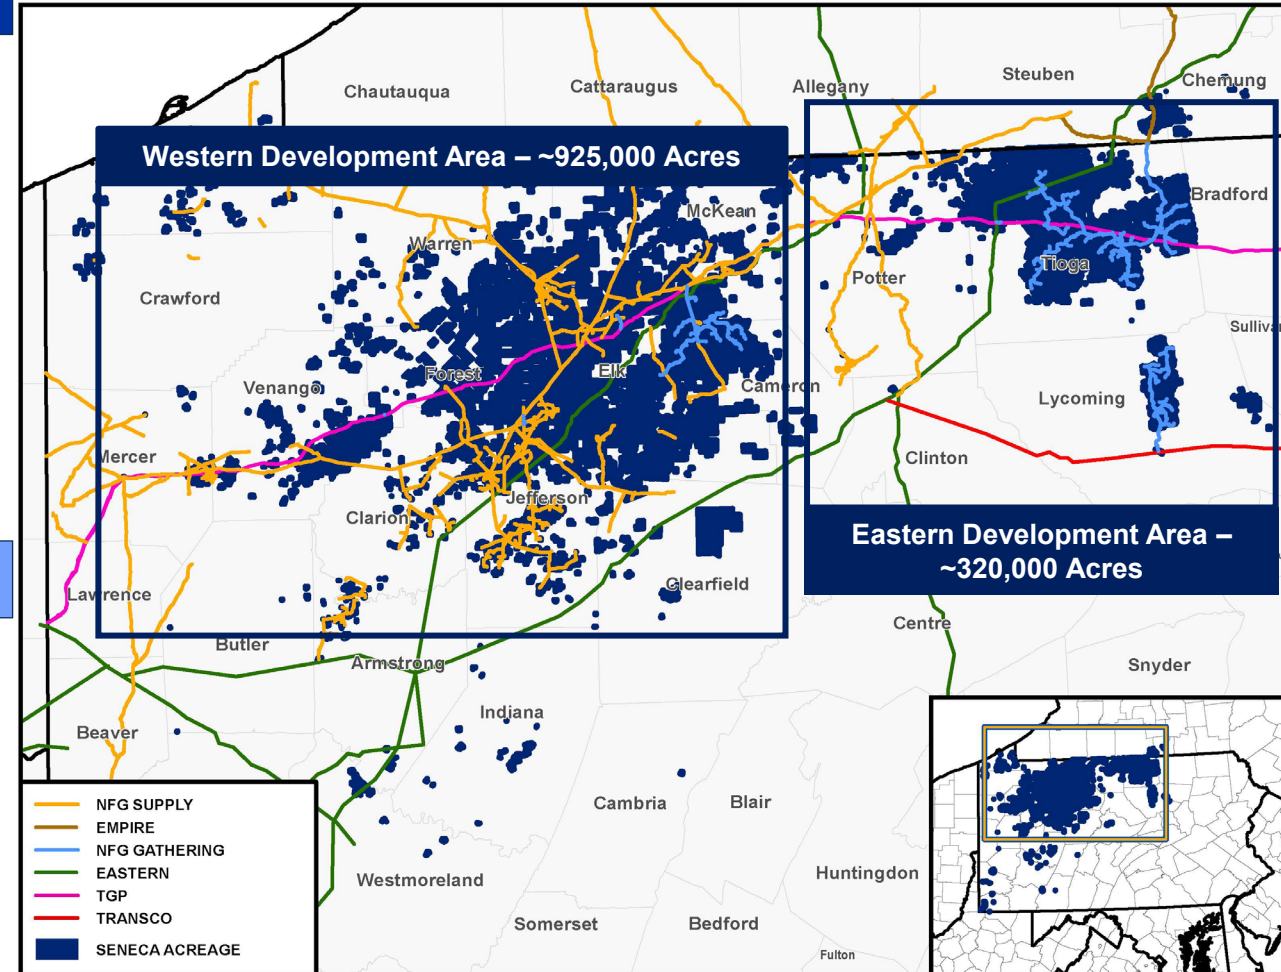 Steuben
Chautauqua
Cattaraugus
Allegany
Chemung
Western Development Area – ~925,000 Acres
McKean
Bradford
Warren
Tioga
Potter
Crawford
Sulliva
Forest
Elk
Venango
Cameron
Lycoming
Mercer
Clinton
Jefferson
Clarion
Eastern Development Area –
~320,000 Acres
Clearfield
Lawrence
Centre
Butler
Armstrong
Snyder
Indiana
Beaver
Cambria
Blair
Huntingdon
Westmoreland
Somerset
Bedford
Fulton
NFG SUPPLY
EMPIRE
NFG GATHERING
EASTERN
TGP
TRANSCO
SENECA ACREAGE